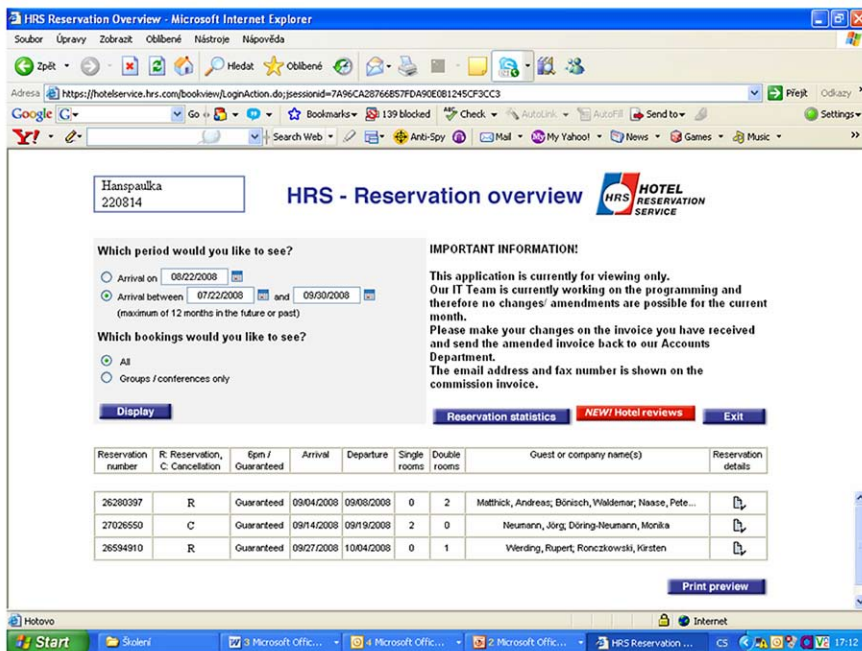 HRS Reservation Overview - Microsoft Internet Explorer
Soubor Úpravy Zobrazit Oblíbené Nástroje Nápověda
Zpět Hledat Oblíbené
Adresa https://hotelservice.hrs.com/bookview/LoginAction.do;jsessionid=7A96CA28766B57FDA90E0B1245CF3CC3 Přejít Odkazy »
Google G Go Bookmarks 139 blocked Check AutoLink AutoFill Send to Settings
Y! Search Web Anti-Spy Mail My Yahoo! News Games Music »
Hanspaulka
220814
HRS - Reservation overview
HRS HOTEL
RESERVATION
SERVICE
Which period would you like to see?
Arrival on 08/22/2008
Arrival between 07/22/2008 and 09/30/2008
(maximum of 12 months in the future or past)
Which bookings would you like to see?
All
Groups / conferences only
Display
IMPORTANT INFORMATION!
This application is currently for viewing only.
Our IT Team is currently working on the programming and
therefore no changes/ amendments are possible for the current
month.
Please make your changes on the invoice you have received
and send the amended invoice back to our Accounts
Department.
The email address and fax number is shown on the
commission invoice.
Reservation statistics NEW! Hotel reviews Exit
Reservation number R: Reservation, C: Cancellation 6pm / Guaranteed Arrival Departure Single rooms Double rooms Guest or company name(s) Reservation details
26280397 R Guaranteed 09/04/2008 09/08/2008 0 2 Matthick, Andreas; Bönisch, Waldemar; Naase, Pete...
27026550 C Guaranteed 09/14/2008 09/19/2008 2 0 Neumann, Jörg; Döring-Neumann, Monika
26594910 R Guaranteed 09/27/2008 10/04/2008 0 1 Werding, Rupert; Ronczkowski, Kirsten
Print preview
Hotovo Internet
Start Školení 3 Microsoft Offic... 4 Microsoft Offic... 2 Microsoft Offic... HRS Reservation ... CS 17:12